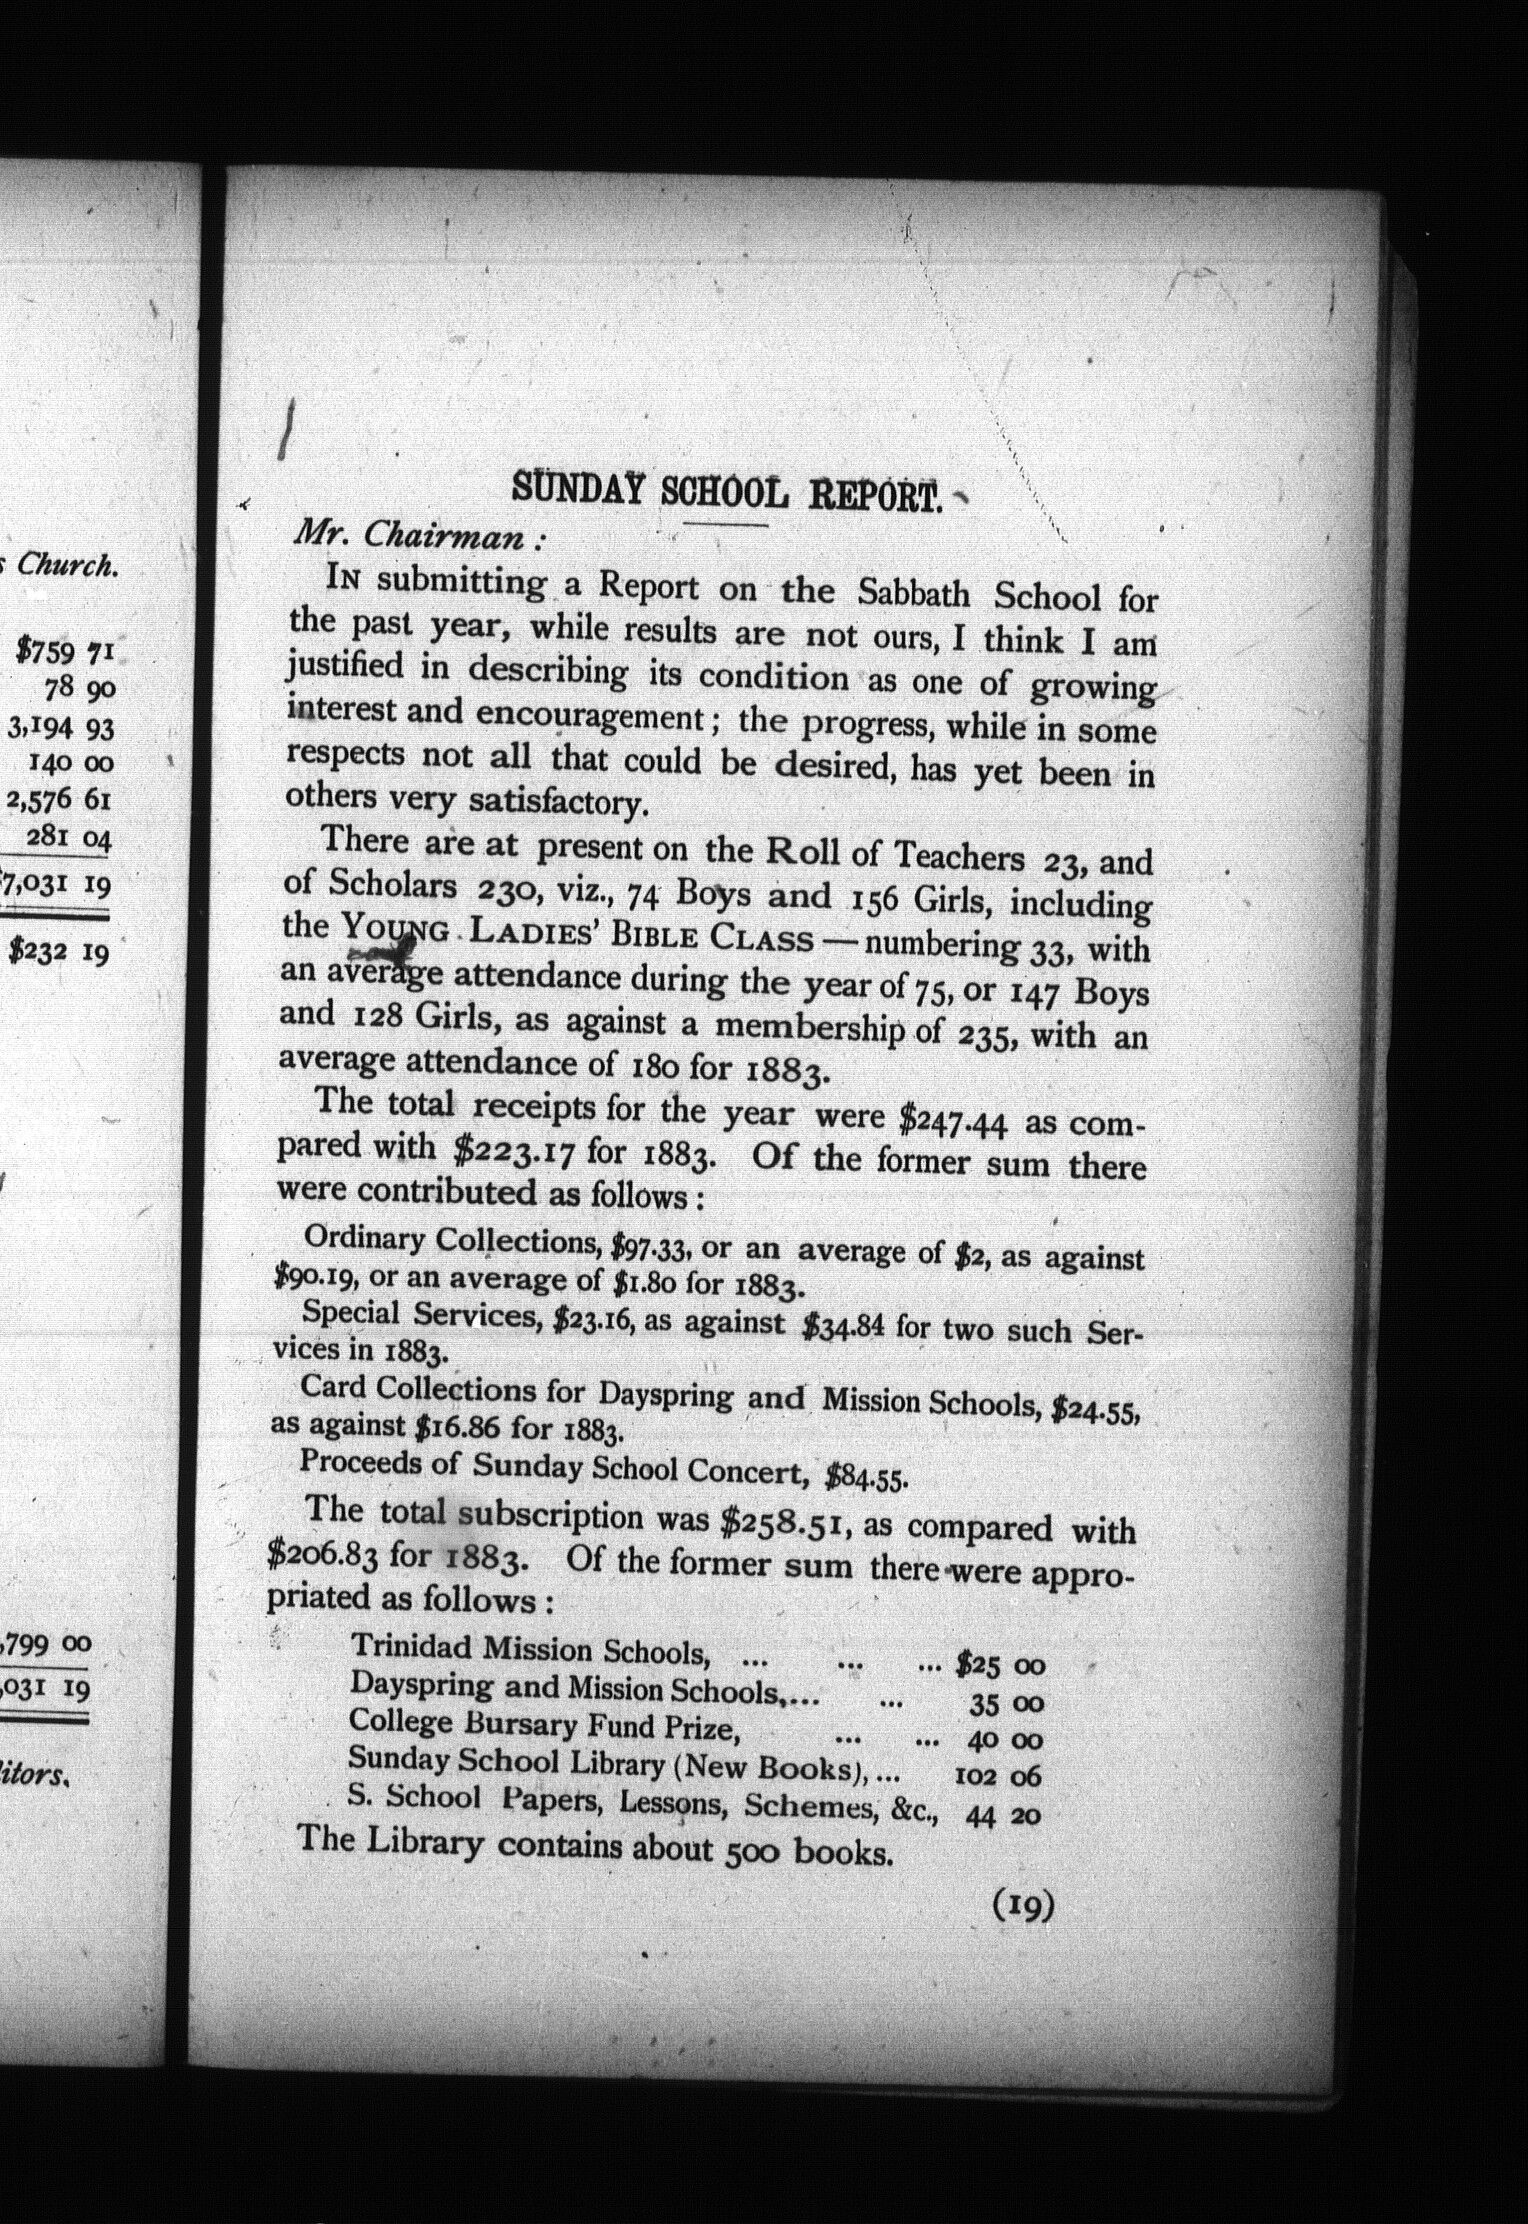 s Church.
$759 71
78 90
3,194 93
140 00
2,576 61
281 04
$7,031 19
$232 19
,799 00
,031 19
litors.
SUNDAY SCHOOL REPORT.
Mr. Chairman :
IN submitting a Report on the Sabbath School for
the past year, while results are not ours, I think I am
justified in describing its condition as one of growing
interest and encouragement; the progress, while in some
respects not all that could be desired, has yet been in
others very satisfactory.
There are at present on the Roll of Teachers 23, and
of Scholars 230, viz., 74 Boys and 156 Girls, including
the YOUNG LADIES' BIBLE CLASS — numbering 33, with
an average attendance during the year of 75, or 147 Boys
and 128 Girls, as against a membership of 235, with an
average attendance of 180 for 1883.
The total receipts for the year were $247.44 as com-
pared with $223.17 for 1883. Of the former sum there
were contributed as follows :
Ordinary Collections, $97.33, or an average of $2, as against
$90.19, or an average of $1.80 for 1883.
Special Services, $23.16, as against $34.84 for two such Ser-
vices in 1883.
Card Collections for Dayspring and Mission Schools, $24.55,
as against $16.86 for 1883.
Proceeds of Sunday School Concert, $84.55.
The total subscription was $258.51, as compared with
$206.83 for 1883. Of the former sum there were appro-
priated as follows :
Trinidad Mission Schools, ... ... ... $25 00
Dayspring and Mission Schools,... ... 35 00
College Bursary Fund Prize, ... ... 40 00
Sunday School Library (New Books), ... 102 06
S. School Papers, Lessons, Schemes, &c., 44 20
The Library contains about 500 books.
(19)